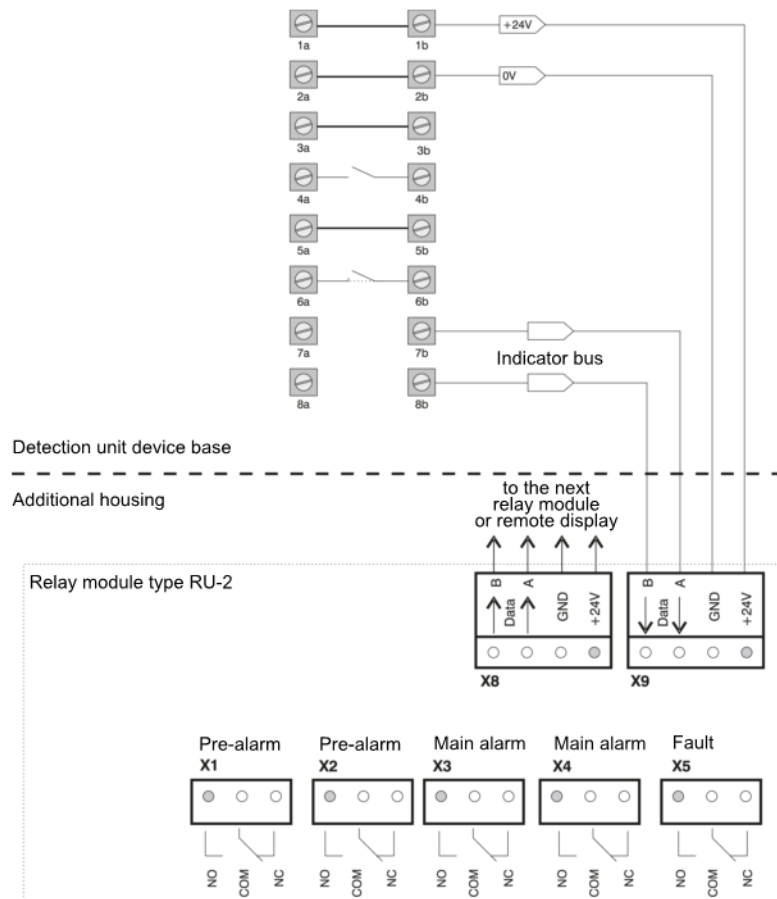 1a 1b +24V
2a 2b 0V
3a 3b
4a 4b
5a 5b
6a 6b
7a 7b
Indicator bus
8a 8b
Detection unit device base
Additional housing
to the next
relay module
or remote display
Relay module type RU-2
B A GND +24V
Data
B A GND +24V
Data
X8 X9
Pre-alarm Pre-alarm Main alarm Main alarm Fault
X1 X2 X3 X4 X5
NO COM NC NO COM NC NO COM NC NO COM NC NO COM NC